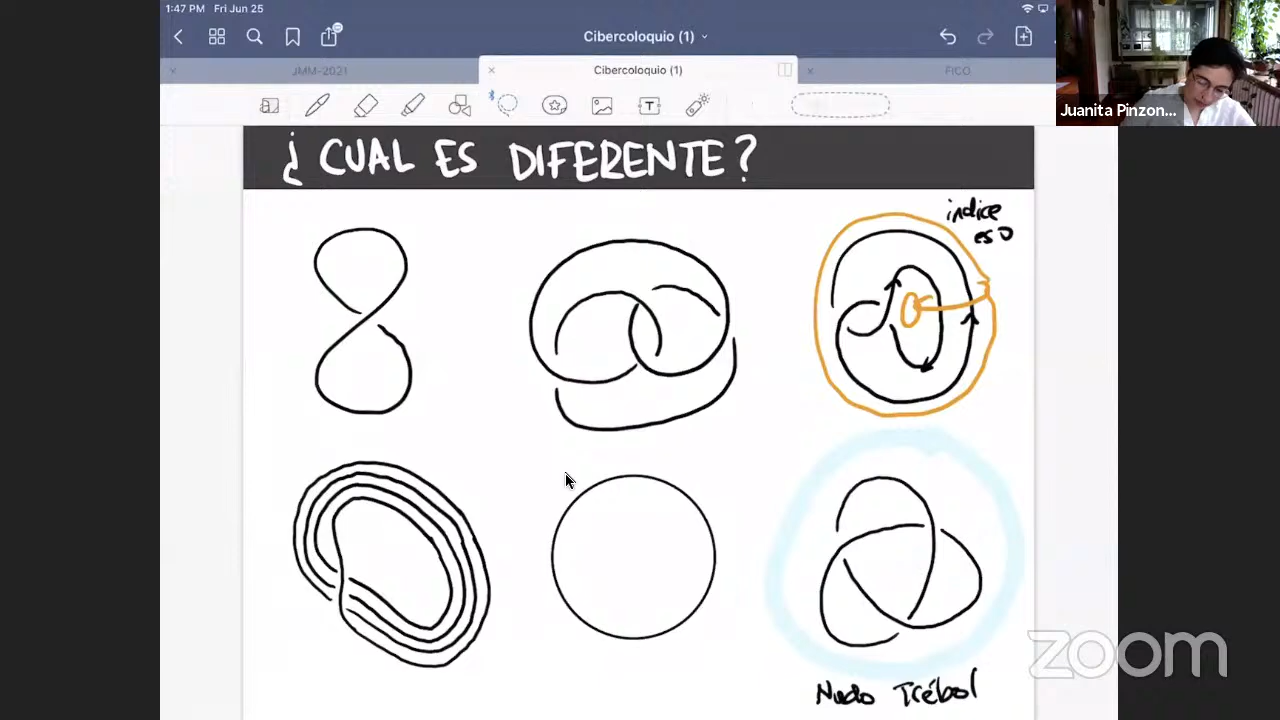 1:47 PM Fri Jun 25
Cibercoloquio (1)
JMM-2021
Cibercoloquio (1)
FICO
T
Juanita Pinzon...
¿CUAL ES DIFERENTE?
indice
es 0
Nudo Trébol
zoom